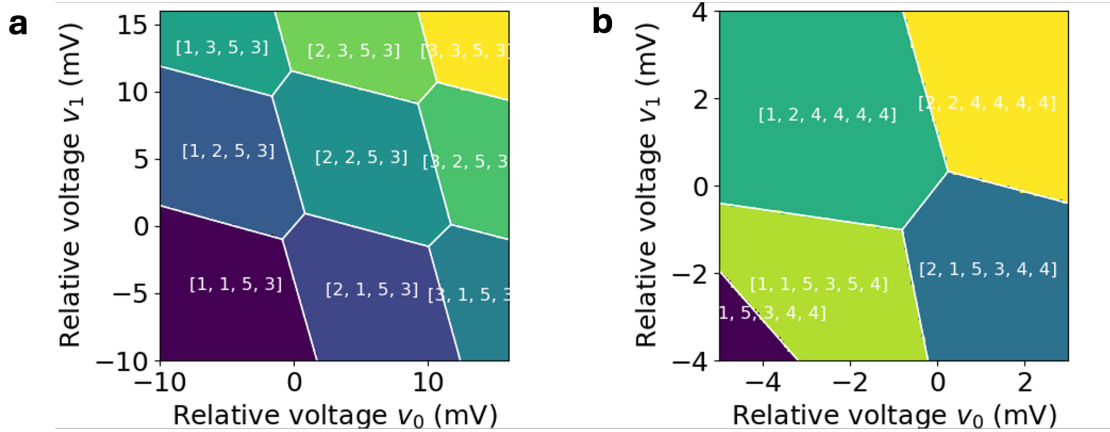 a
15
10
5
0
−5
−10
−10
0
10
Relative voltage v₁ (mV)
Relative voltage v₀ (mV)
[1, 3, 5, 3]
[2, 3, 5, 3]
[3, 3, 5, 3]
[1, 2, 5, 3]
[2, 2, 5, 3]
[3, 2, 5, 3
[1, 1, 5, 3]
[2, 1, 5, 3]
[3, 1, 5, 3
b
4
2
0
−2
−4
−4
−2
0
2
Relative voltage v₁ (mV)
Relative voltage v₀ (mV)
[1, 2, 4, 4, 4, 4]
[2, 2, 4, 4, 4, 4]
[1, 1, 5, 3, 5, 4]
[2, 1, 5, 3, 4, 4]
1, 5, 3, 4, 4]